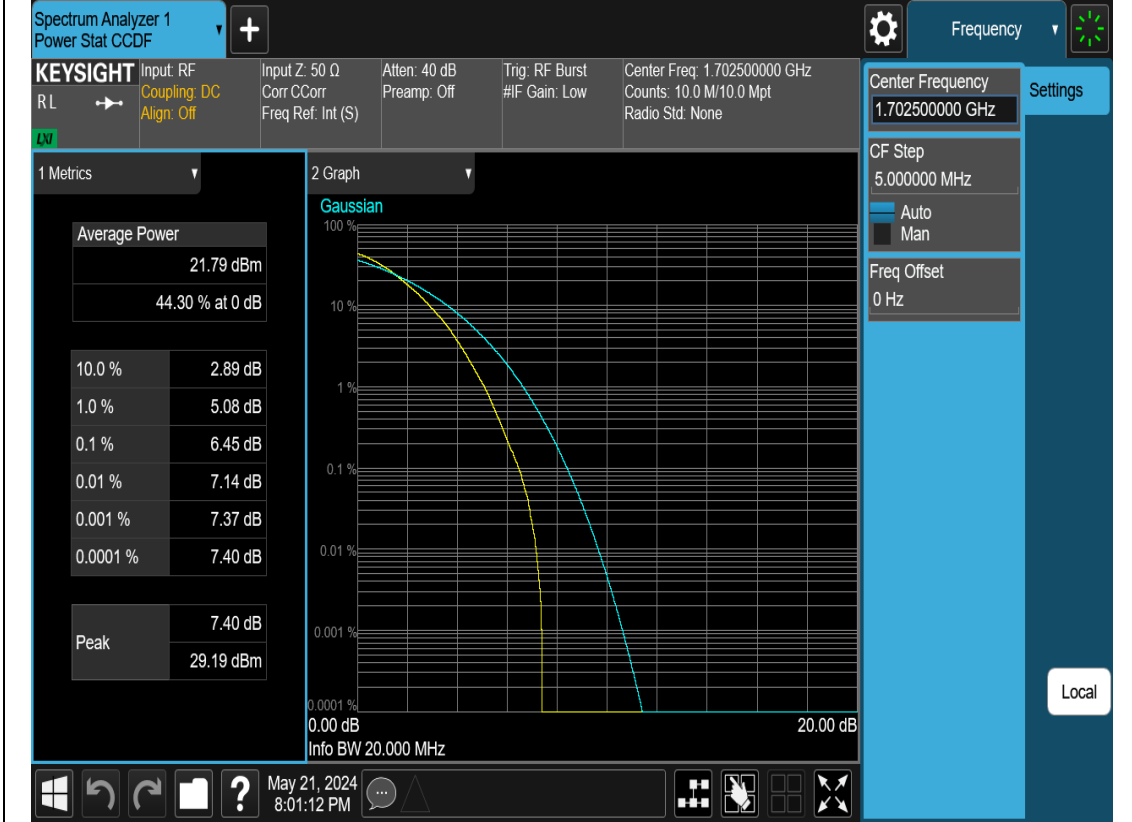 Spectrum Analyzer 1
Power Stat CCDF
+
Frequency
KEYSIGHT
R L
LXI
Input: RF
Coupling: DC
Align: Off
Input Z: 50 Ω
Corr CCorr
Freq Ref: Int (S)
Atten: 40 dB
Preamp: Off
Trig: RF Burst
#IF Gain: Low
Center Freq: 1.702500000 GHz
Counts: 10.0 M/10.0 Mpt
Radio Std: None
Center Frequency
1.702500000 GHz
Settings
CF Step
5.000000 MHz
Auto
Man
Freq Offset
0 Hz
Local
1 Metrics
Average Power
21.79 dBm
44.30 % at 0 dB
10.0 % 2.89 dB
1.0 % 5.08 dB
0.1 % 6.45 dB
0.01 % 7.14 dB
0.001 % 7.37 dB
0.0001 % 7.40 dB
Peak
7.40 dB
29.19 dBm
2 Graph
Gaussian
100 %
10 %
1 %
0.1 %
0.01 %
0.001 %
0.0001 %
0.00 dB 20.00 dB
Info BW 20.000 MHz
?
May 21, 2024
8:01:12 PM